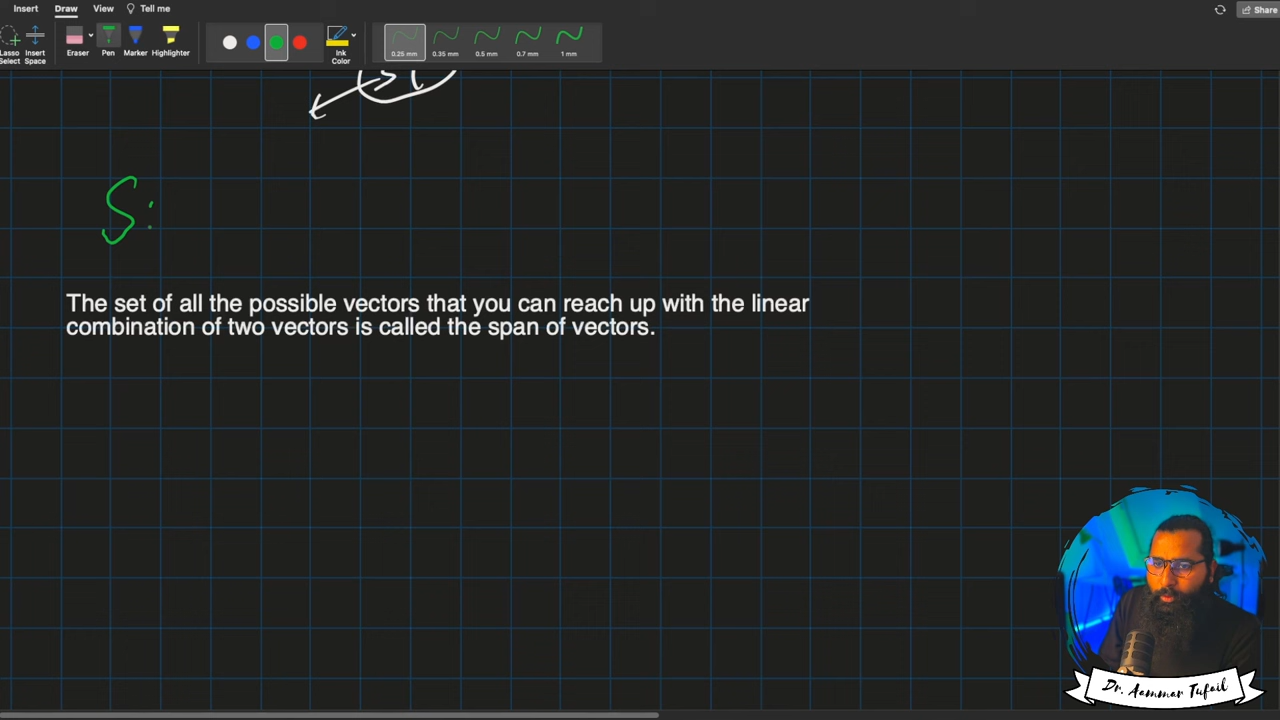 Insert Draw View Tell me
Share
Lasso Select
Insert Space
Eraser
Pen
Marker
Highlighter
Ink Color
0.25 mm
0.35 mm
0.5 mm
0.7 mm
1 mm
S:
The set of all the possible vectors that you can reach up with the linear
combination of two vectors is called the span of vectors.
Dr. Aammar Tufail